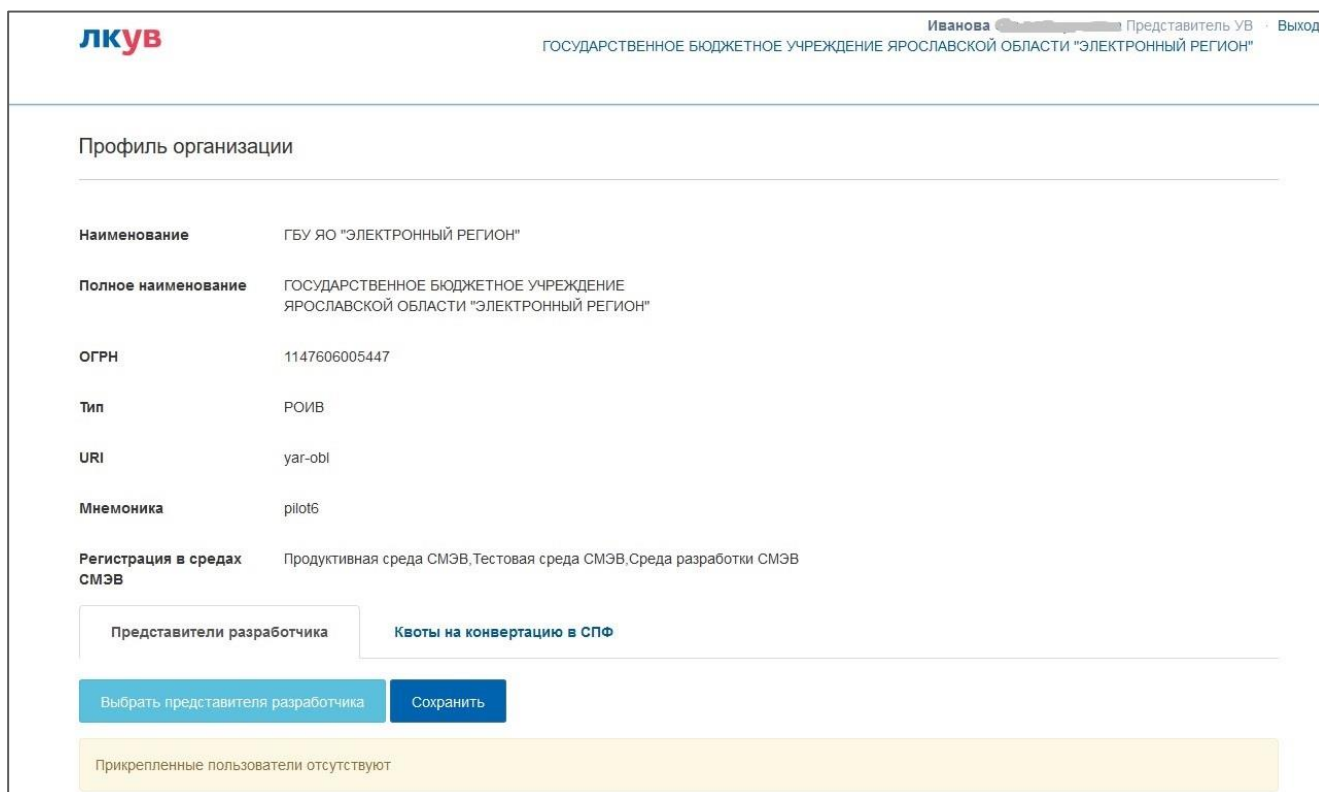 лкув
Иванова Представитель УВ · Выход
ГОСУДАРСТВЕННОЕ БЮДЖЕТНОЕ УЧРЕЖДЕНИЕ ЯРОСЛАВСКОЙ ОБЛАСТИ "ЭЛЕКТРОННЫЙ РЕГИОН"
Профиль организации
Наименование ГБУ ЯО "ЭЛЕКТРОННЫЙ РЕГИОН"
Полное наименование ГОСУДАРСТВЕННОЕ БЮДЖЕТНОЕ УЧРЕЖДЕНИЕ
ЯРОСЛАВСКОЙ ОБЛАСТИ "ЭЛЕКТРОННЫЙ РЕГИОН"
ОГРН 1147606005447
Тип РОИВ
URI yar-obl
Мнемоника pilot6
Регистрация в средах Продуктивная среда СМЭВ,Тестовая среда СМЭВ,Среда разработки СМЭВ
СМЭВ
Представители разработчика Квоты на конвертацию в СПФ
Выбрать представителя разработчика Сохранить
Прикрепленные пользователи отсутствуют